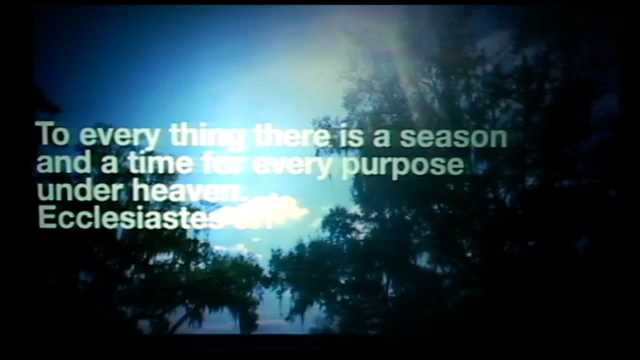 To every thing there is a season
and a time for every purpose
under heaven.
Ecclesiastes